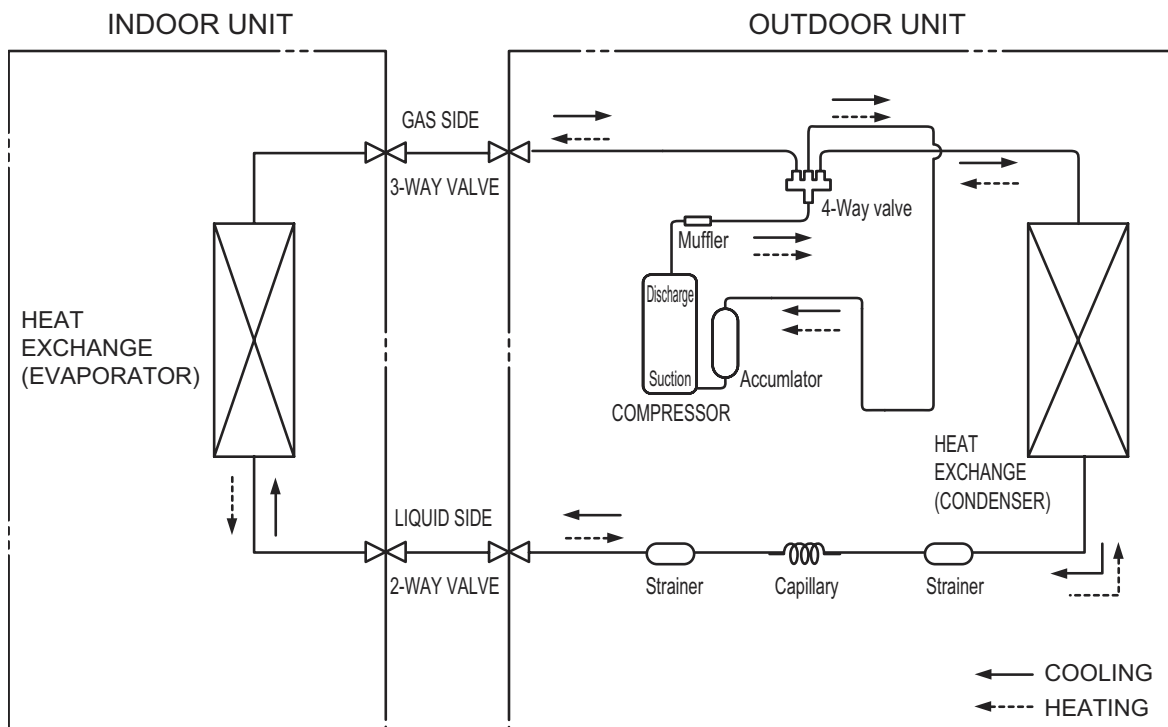 INDOOR UNIT
OUTDOOR UNIT
GAS SIDE
3-WAY VALVE
4-Way valve
Muffler
Discharge
Suction
Accumlator
COMPRESSOR
HEAT
EXCHANGE
(EVAPORATOR)
HEAT
EXCHANGE
(CONDENSER)
LIQUID SIDE
2-WAY VALVE
Strainer
Capillary
Strainer
COOLING
HEATING